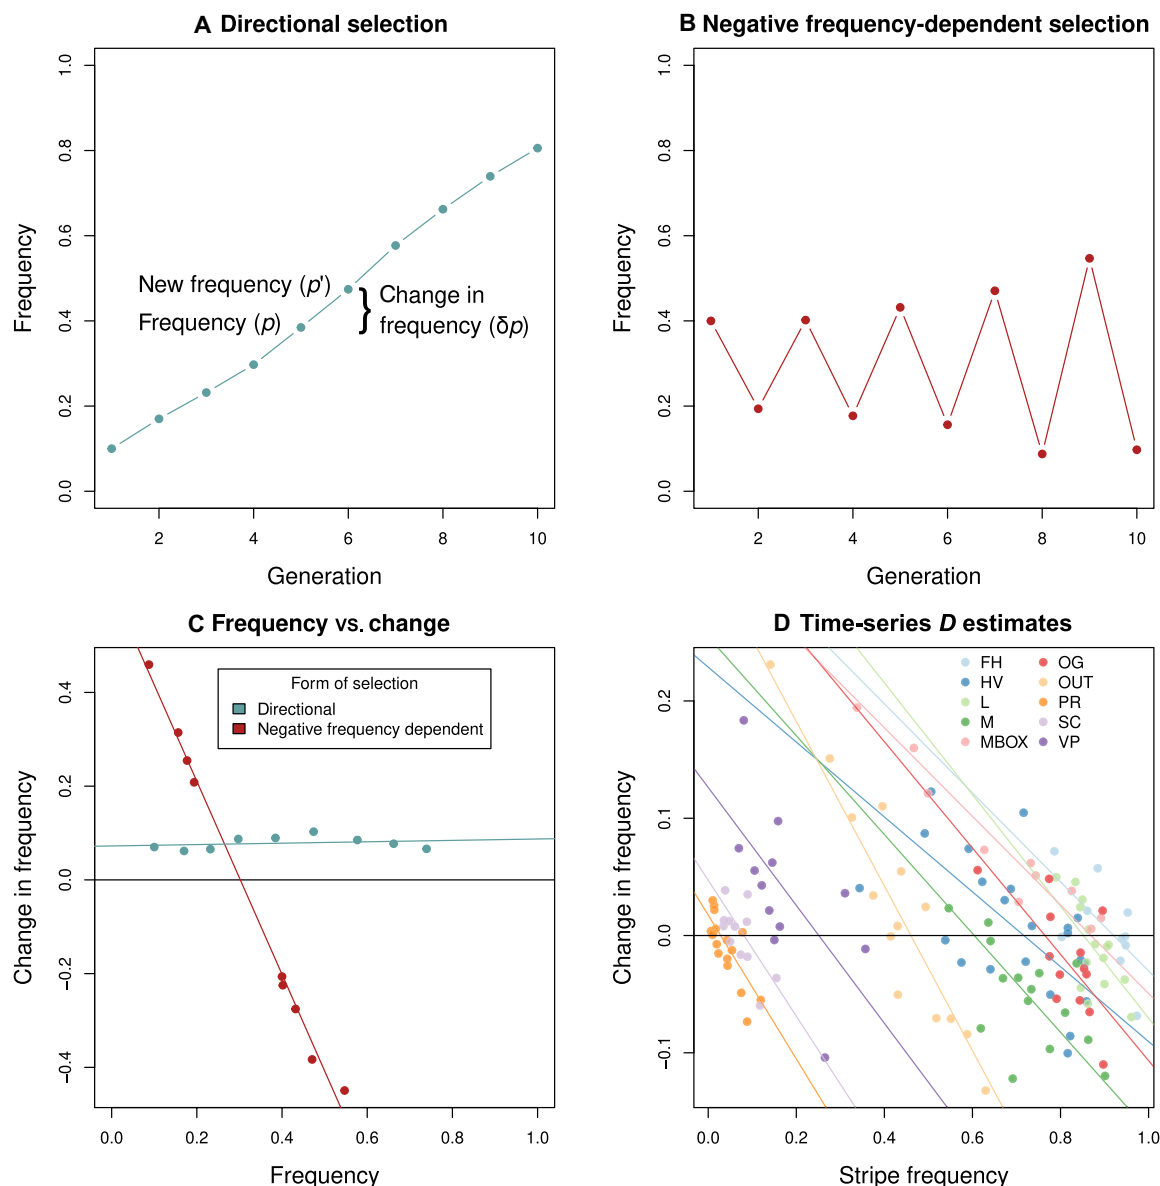 A Directional selection
1.0
0.8
0.6
0.4
0.2
0.0
Frequency
New frequency (p')
Frequency (p)
}
Change in
frequency (δp)
2
4
6
8
10
Generation
B Negative frequency-dependent selection
1.0
0.8
0.6
0.4
0.2
0.0
Frequency
2
4
6
8
10
Generation
C Frequency vs. change
0.4
0.2
0.0
−0.2
−0.4
Change in frequency
Form of selection
Directional
Negative frequency dependent
0.0
0.2
0.4
0.6
0.8
1.0
Frequency
D Time-series D estimates
0.2
0.1
0.0
−0.1
Change in frequency
FH
HV
L
M
MBOX
OG
OUT
PR
SC
VP
0.0
0.2
0.4
0.6
0.8
1.0
Stripe frequency